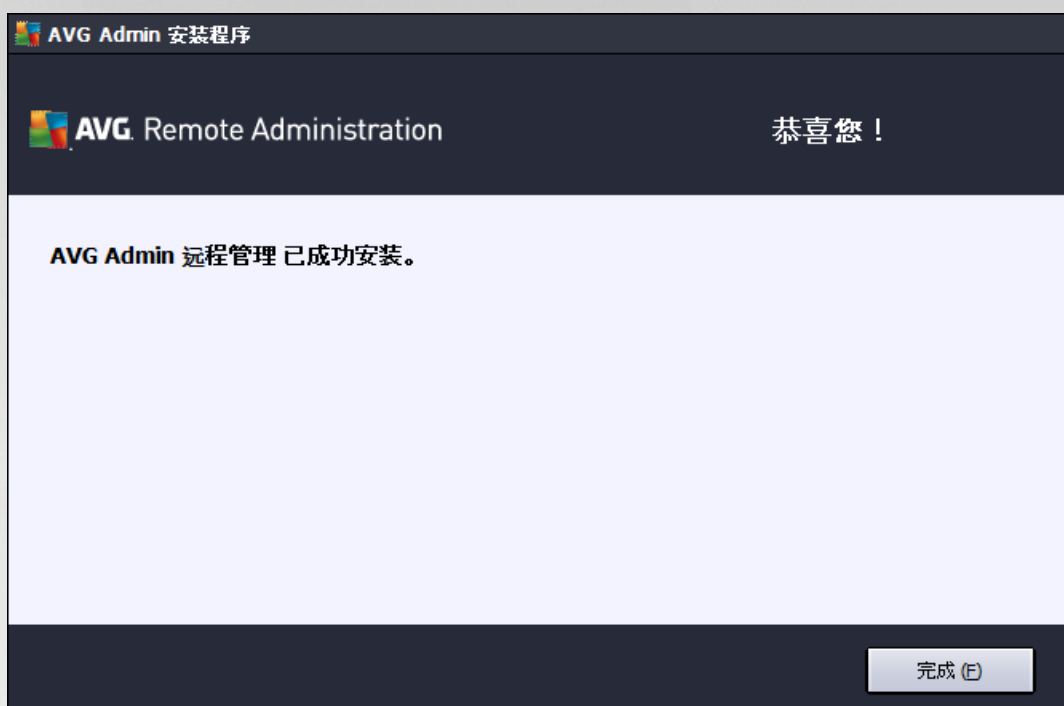 AVG Admin 安装程序
AVG. Remote Administration
恭喜您！
AVG Admin 远程管理 已成功安装。
完成 (F)